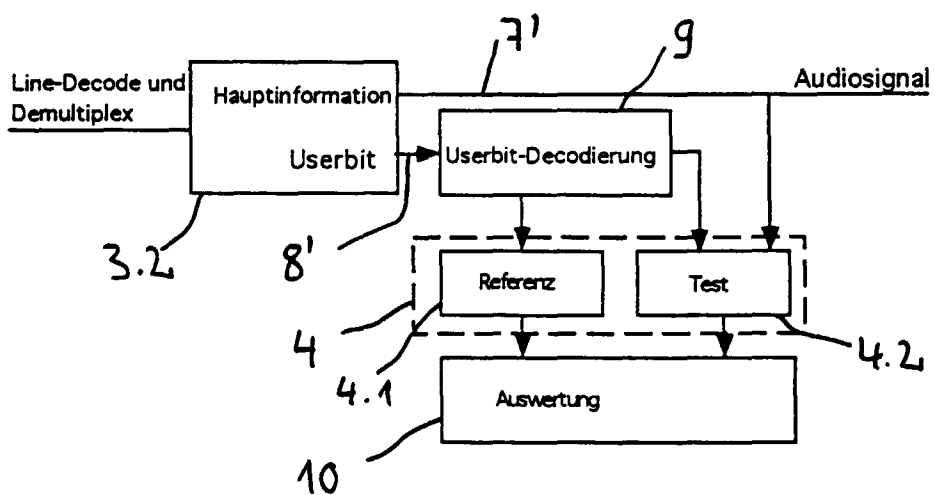 7'
9
Line-Decode und
Demultiplex
Hauptinformation
Audiosignal
Userbit
Userbit-Decodierung
3.2
8'
Referenz
Test
4
4.1
4.2
Auswertung
10